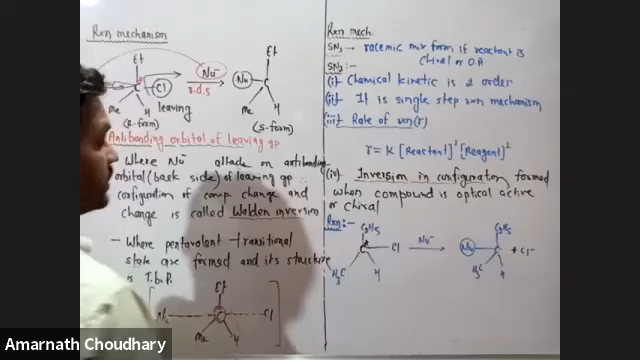 Rxn mechanism
Et
Nu⁻
C
Cl
r.d.s
Me
H
leaving
(R-form)
Et
Nu
C
Me
H
(S-form)
Antibonding orbital of leaving gp
Where Nu⁻ attack on antibonding
orbital (back side) of leaving gp
configuration of comp change and
change is called Walden inversion
- Where pentavalent transitional
state are formed and its structure
is T.b.P.
Et
Nu
C
Cl
Me
H
Rxn mech.
SN1 → racemic mix form if reactant is
chiral or O.A.
SN2:-
(i) Chemical kinetic is 2 order
(ii) It is single step rxn mechanism
(iii) Rate of rxn (r)
r = K [Reactant]¹ [Reagent]¹
(iv) Inversion in configuration formed
when compound is optical active
or chiral
Rxn:-
C₂H₅
C
Cl
H₃C
H
Nu⁻
C₂H₅
Nu
C
H₃C
H
+ Cl⁻
Amarnath Choudhary